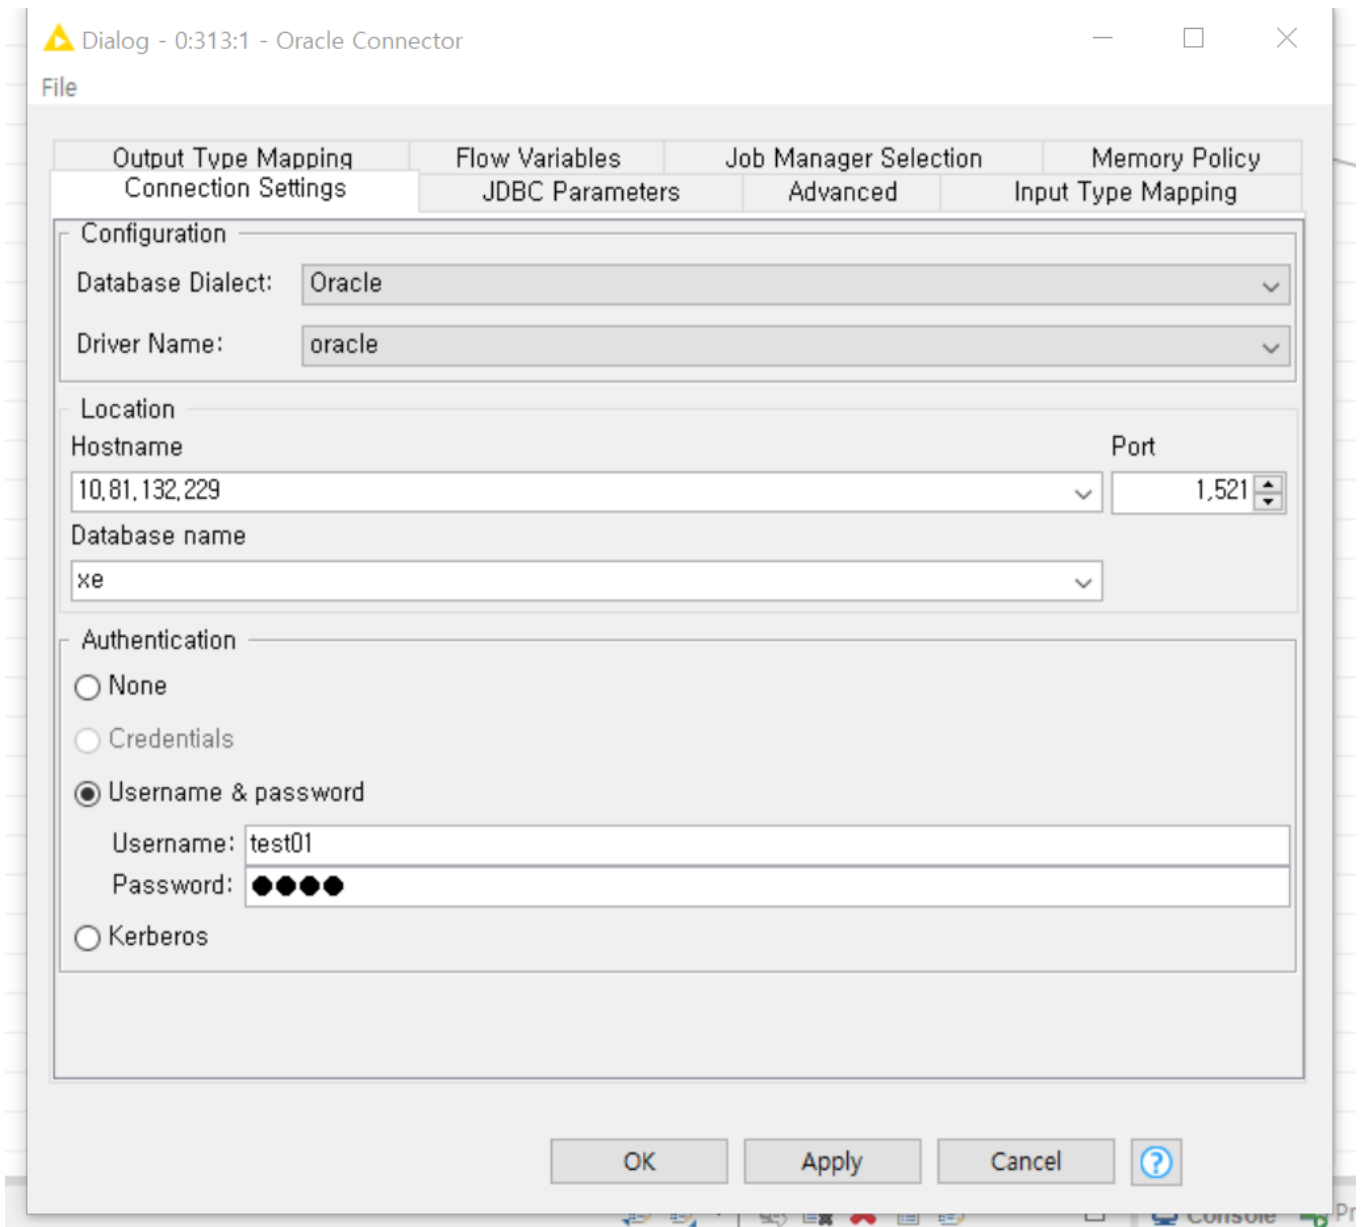 Dialog - 0:313:1 - Oracle Connector
File
Output Type Mapping Flow Variables Job Manager Selection Memory Policy
Connection Settings JDBC Parameters Advanced Input Type Mapping
Configuration
Database Dialect: Oracle
Driver Name: oracle
Location
Hostname Port
10.81.132.229 1,521
Database name
xe
Authentication
None
Credentials
Username & password
Username: test01
Password: ●●●●
Kerberos
OK Apply Cancel ?
Console Pr